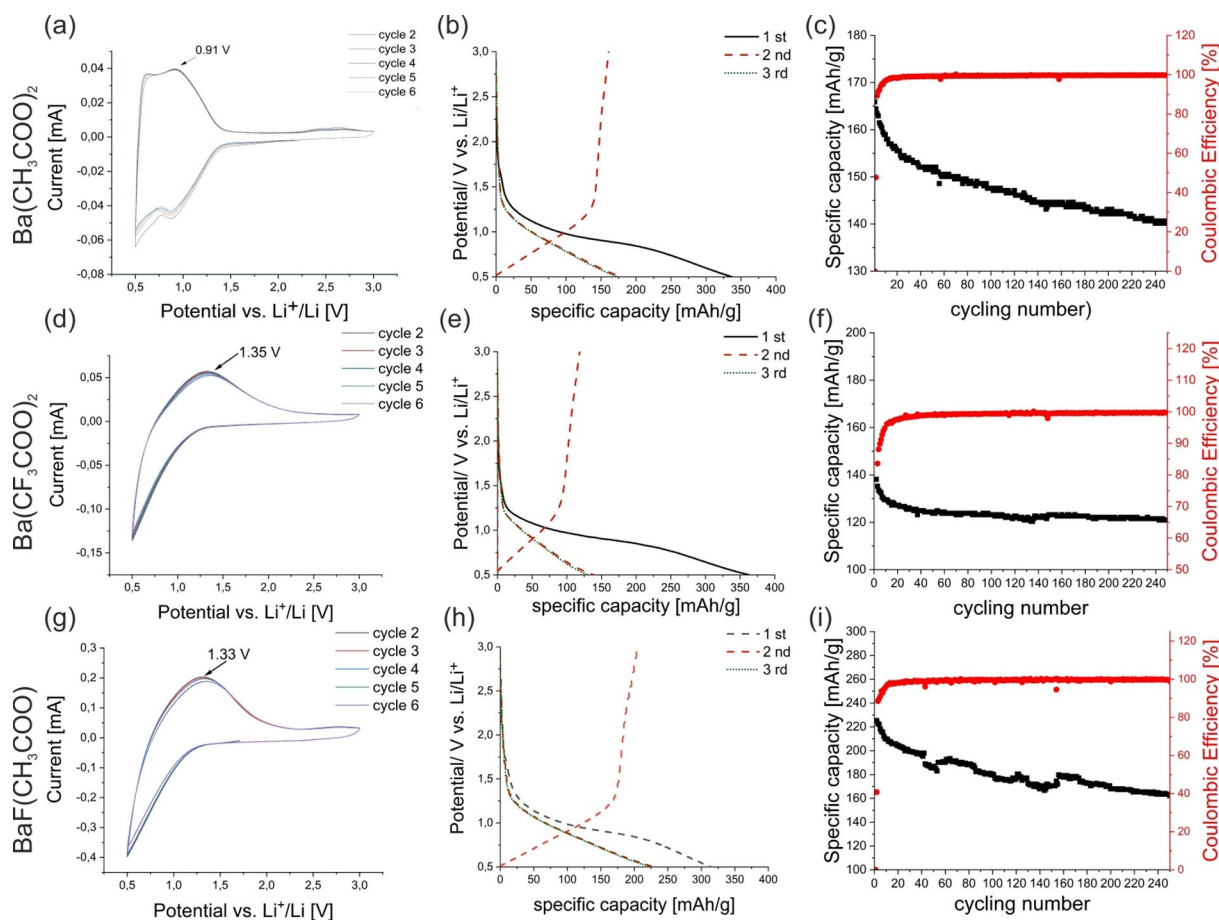 (a)
Ba(CH₃COO)₂
Current [mA]
0,04
0,02
0,00
-0,02
-0,04
-0,06
-0,08
0.91 V
cycle 2
cycle 3
cycle 4
cycle 5
cycle 6
0,5 1,0 1,5 2,0 2,5 3,0
Potential vs. Li⁺/Li [V]
(b)
Potential/ V vs. Li/Li⁺
3,0
2,5
2,0
1,5
1,0
0,5
1 st
2 nd
3 rd
0 50 100 150 200 250 300 350 400
specific capacity [mAh/g]
(c)
Specific capacity [mAh/g]
180
170
160
150
140
130
120
100
80
60
40
20
0
Coulombic Efficiency [%]
20 40 60 80 100 120 140 160 180 200 220 240
cycling number)
(d)
Ba(CF₃COO)₂
Current [mA]
0,05
0,00
-0,05
-0,10
-0,15
1.35 V
cycle 2
cycle 3
cycle 4
cycle 5
cycle 6
0,5 1,0 1,5 2,0 2,5 3,0
Potential vs. Li⁺/Li [V]
(e)
Potential/ V vs. Li/Li⁺
3,0
2,5
2,0
1,5
1,0
0,5
1 st
2 nd
3 rd
0 50 100 150 200 250 300 350 400
specific capacity [mAh/g]
(f)
Specific capacity [mAh/g]
200
180
160
140
120
100
120
110
100
90
80
70
60
50
Coulombic Efficiency [%]
20 40 60 80 100 120 140 160 180 200 220 240
cycling number
(g)
BaF(CH₃COO)
Current [mA]
0,3
0,2
0,1
0,0
-0,1
-0,2
-0,3
-0,4
1.33 V
cycle 2
cycle 3
cycle 4
cycle 5
cycle 6
0,5 1,0 1,5 2,0 2,5 3,0
Potential vs. Li⁺/Li [V]
(h)
Potential/ V vs. Li/Li⁺
3,0
2,5
2,0
1,5
1,0
0,5
1 st
2 nd
3 rd
0 50 100 150 200 250 300 350 400
specific capacity [mAh/g]
(i)
Specific capacity [mAh/g]
300
280
260
240
220
200
180
160
140
120
100
120
100
80
60
40
20
0
Coulombic Efficiency [%]
20 40 60 80 100 120 140 160 180 200 220 240
cycling number